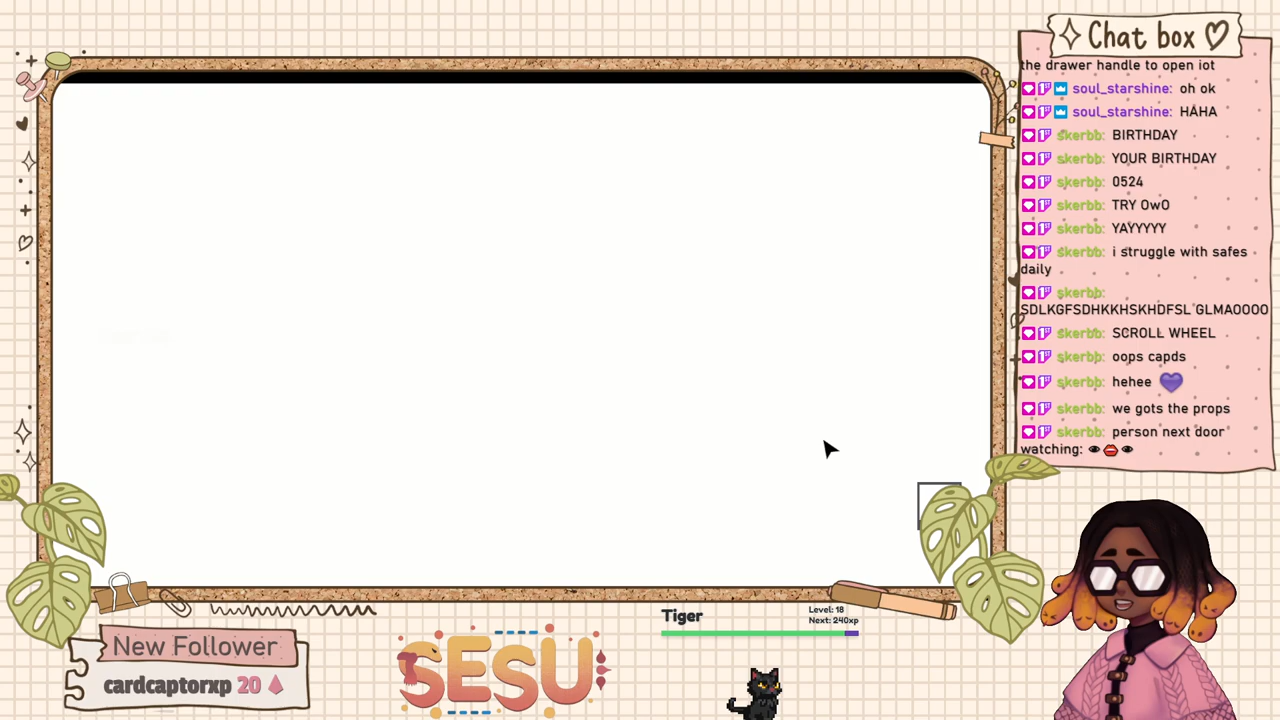 Chat box
the drawer handle to open iot
soul_starshine: oh ok
soul_starshine: HAHA
skerbb: BIRTHDAY
skerbb: YOUR BIRTHDAY
skerbb: 0524
skerbb: TRY OwO
skerbb: YAYYYYY
skerbb: i struggle with safes
daily
skerbb:
SDLKGFSDHKKHSKHDFSL'GLMAOOOO
skerbb: SCROLL WHEEL
skerbb: oops capds
skerbb: hehee 💜
skerbb: we gots the props
skerbb: person next door
watching: 👁👄👁
New Follower
cardcaptorxp 20
SESU
Tiger
Level: 18
Next: 240xp